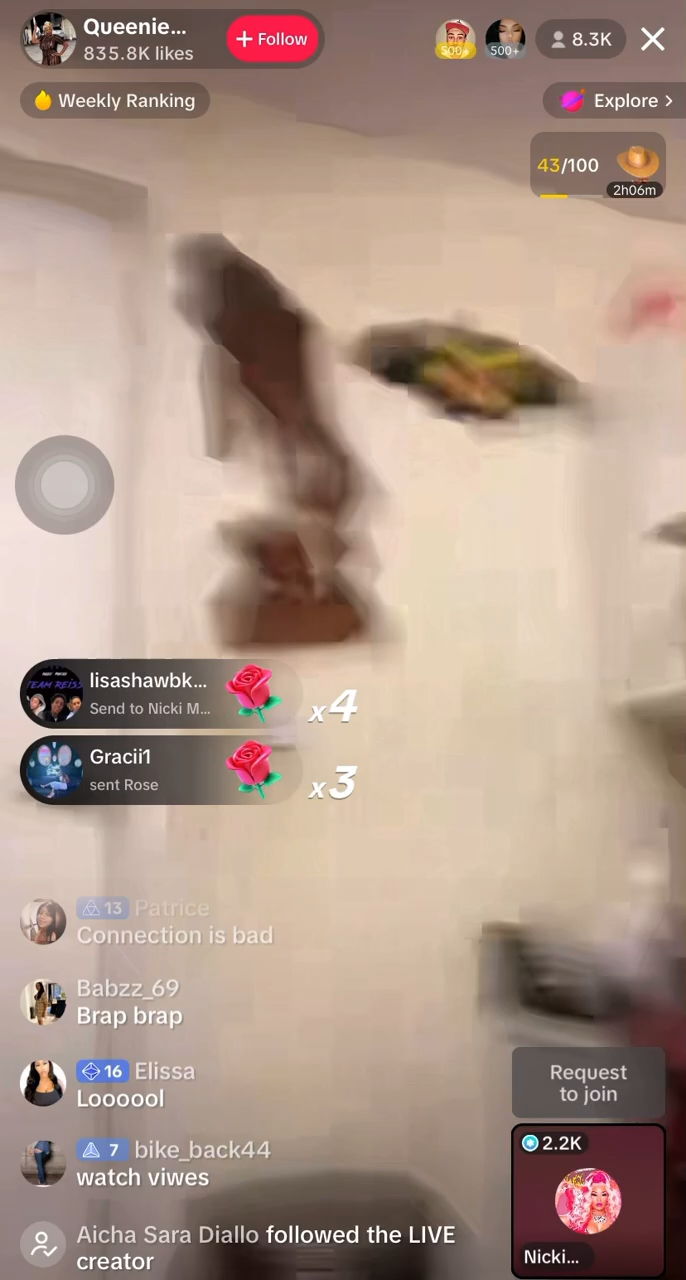 Queenie...
835.8K likes
+ Follow
500+
500+
8.3K
Weekly Ranking
Explore >
43/100
2h06m
TEAM REISS
lisashawbk...
Send to Nicki M...
x4
Gracii1
sent Rose
x3
13 Patrice
Connection is bad
Babzz_69
Brap brap
16 Elissa
Loooool
7 bike_back44
watch viwes
Aicha Sara Diallo followed the LIVE
creator
Request
to join
2.2K
Nicki...